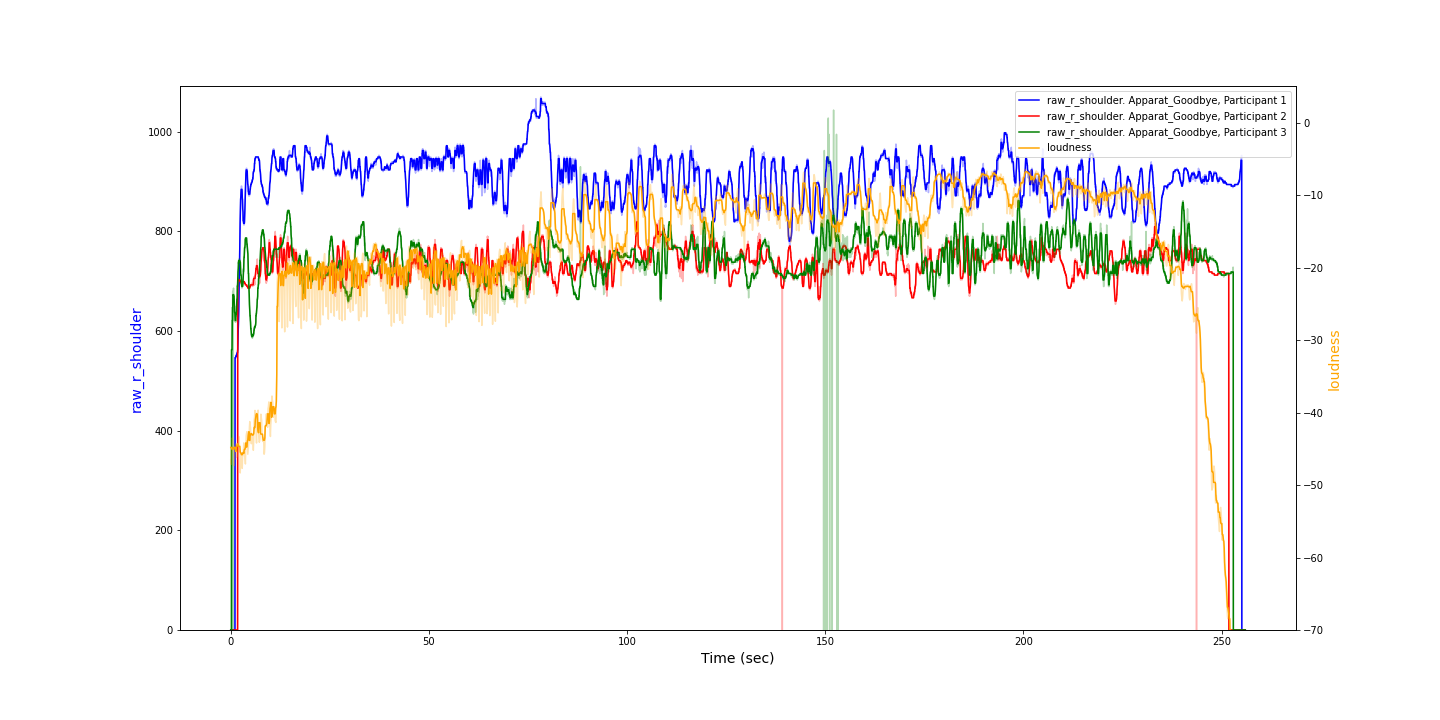 raw_r_shoulder. Apparat_Goodbye, Participant 1
raw_r_shoulder. Apparat_Goodbye, Participant 2
raw_r_shoulder. Apparat_Goodbye, Participant 3
loudness
1000
800
600
400
200
0
raw_r_shoulder
0
−10
−20
−30
−40
−50
−60
−70
loudness
0 50 100 150 200 250
Time (sec)